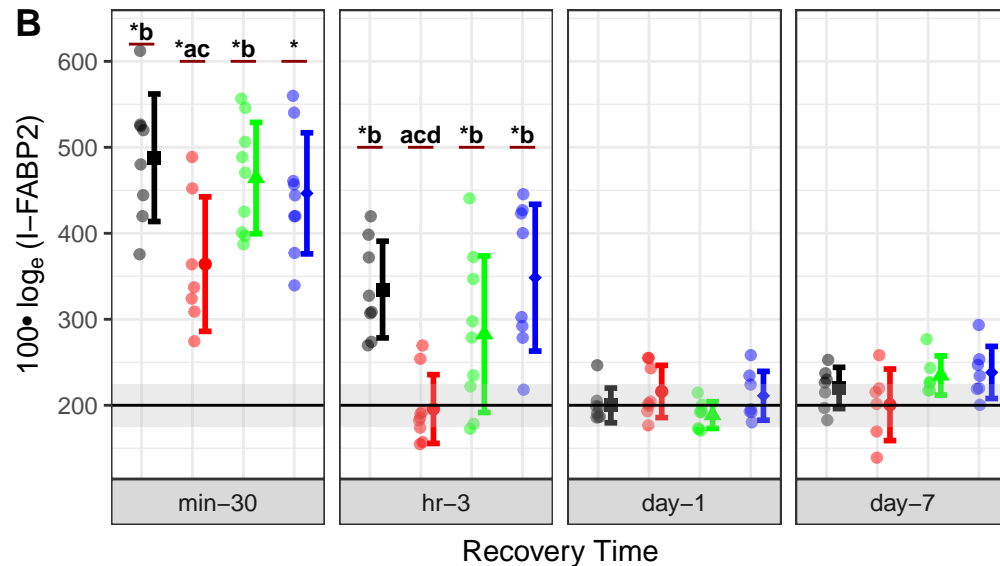 B
*b *ac *b *
*b acd *b *b
600
500
400
300
200
100• loge (I−FABP2)
min−30 hr−3 day−1 day−7
Recovery Time